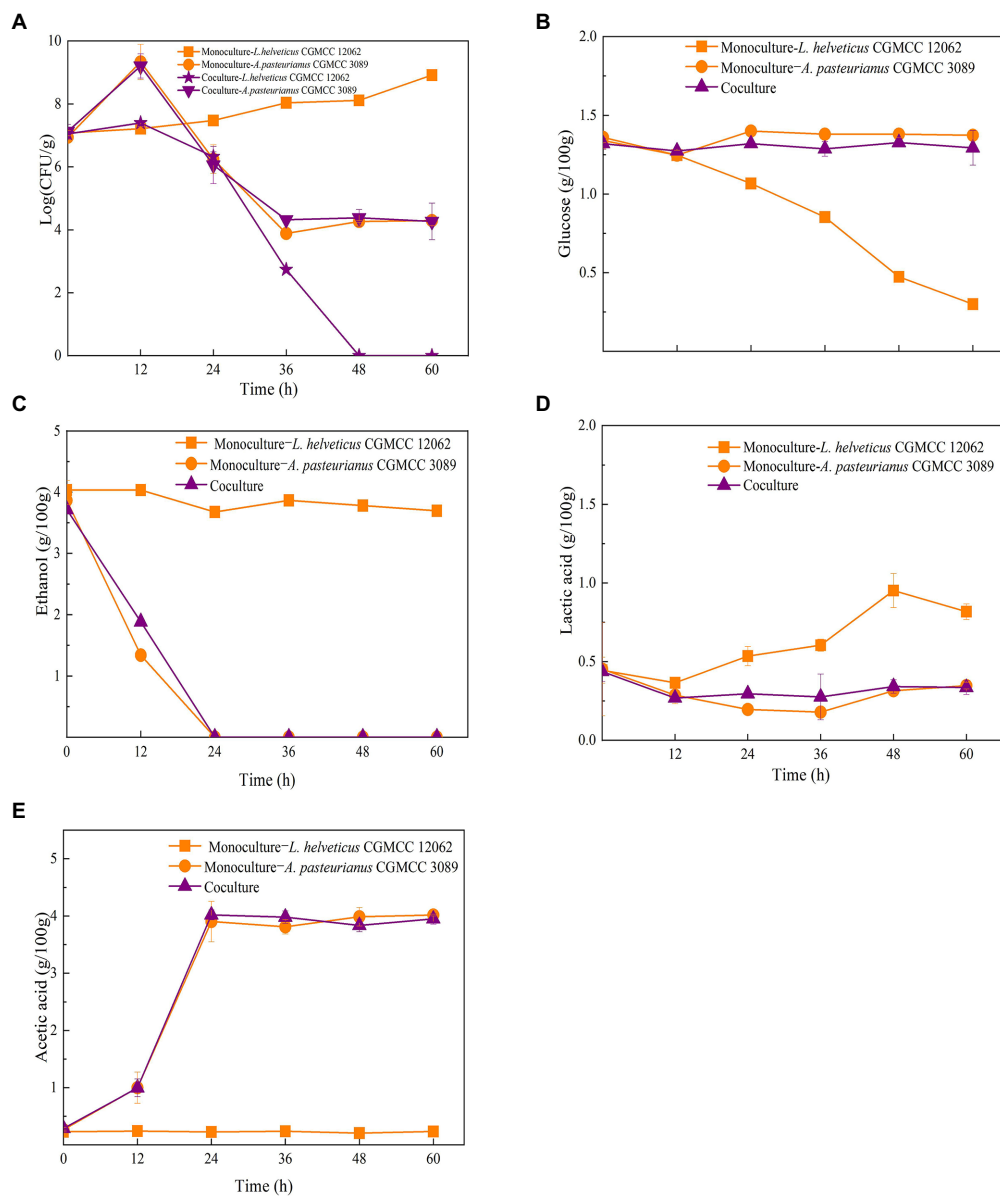 A
Monoculture-L.helveticus CGMCC 12062
Monoculture-A.pasteurianus CGMCC 3089
Coculture-L.helveticus CGMCC 12062
Coculture-A.pasteurianus CGMCC 3089
10
8
6
4
2
0
Log(CFU/g)
12 24 36 48 60
Time (h)
B
Monoculture-L. helveticus CGMCC 12062
Monoculture-A. pasteurianus CGMCC 3089
Coculture
2.0
1.5
1.0
0.5
Glucose (g/100g)
C
Monoculture-L. helveticus CGMCC 12062
Monoculture-A. pasteurianus CGMCC 3089
Coculture
5
4
3
2
1
Ethanol (g/100g)
0 12 24 36 48 60
Time (h)
D
Monoculture-L. helveticus CGMCC 12062
Monoculture-A. pasteurianus CGMCC 3089
Coculture
2.0
1.5
1.0
0.5
0.0
Lactic acid (g/100g)
12 24 36 48 60
Time (h)
E
Monoculture-L. helveticus CGMCC 12062
Monoculture-A. pasteurianus CGMCC 3089
Coculture
5
4
3
2
1
Acetic acid (g/100g)
0 12 24 36 48 60
Time (h)